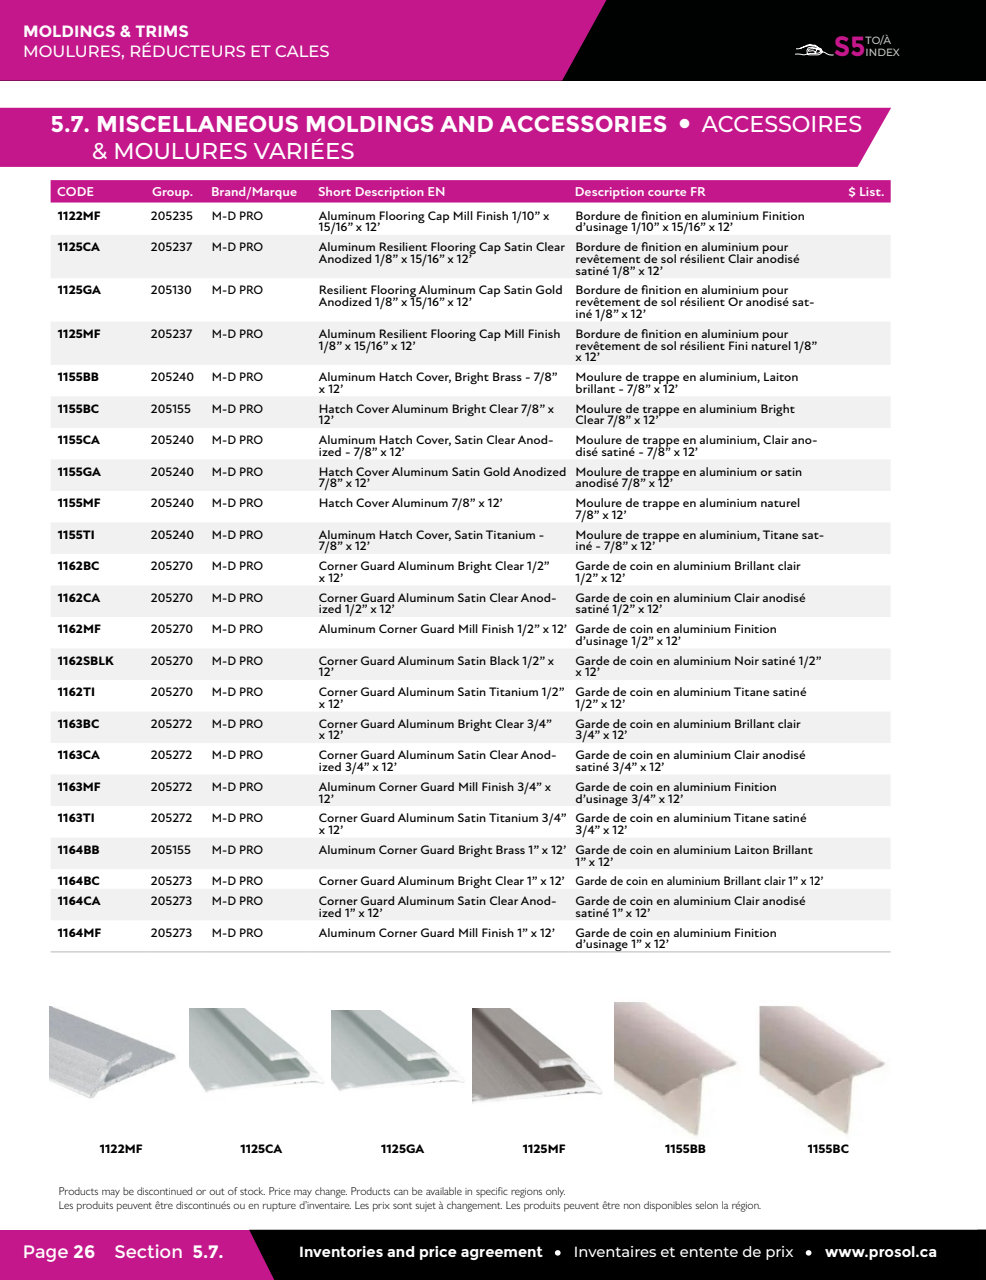 MOLDINGS & TRIMS
MOULURES, RÉDUCTEURS ET CALES
S5 TO/À
INDEX
5.7. MISCELLANEOUS MOLDINGS AND ACCESSORIES • ACCESSOIRES
& MOULURES VARIÉES
CODE Group. Brand/Marque Short Description EN Description courte FR $ List.
1122MF 205235 M-D PRO Aluminum Flooring Cap Mill Finish 1/10” x Bordure de finition en aluminium Finition
15/16” x 12’ d’usinage 1/10” x 15/16” x 12’
1125CA 205237 M-D PRO Aluminum Resilient Flooring Cap Satin Clear Bordure de finition en aluminium pour
Anodized 1/8” x 15/16” x 12’ revêtement de sol résilient Clair anodisé
satiné 1/8” x 12’
1125GA 205130 M-D PRO Resilient Flooring Aluminum Cap Satin Gold Bordure de finition en aluminium pour
Anodized 1/8” x 15/16” x 12’ revêtement de sol résilient Or anodisé sat-
iné 1/8” x 12’
1125MF 205237 M-D PRO Aluminum Resilient Flooring Cap Mill Finish Bordure de finition en aluminium pour
1/8” x 15/16” x 12’ revêtement de sol résilient Fini naturel 1/8”
x 12’
1155BB 205240 M-D PRO Aluminum Hatch Cover, Bright Brass - 7/8” Moulure de trappe en aluminium, Laiton
x 12’ brillant - 7/8” x 12’
1155BC 205155 M-D PRO Hatch Cover Aluminum Bright Clear 7/8” x Moulure de trappe en aluminium Bright
12’ Clear 7/8” x 12’
1155CA 205240 M-D PRO Aluminum Hatch Cover, Satin Clear Anod- Moulure de trappe en aluminium, Clair ano-
ized - 7/8” x 12’ disé satiné - 7/8” x 12’
1155GA 205240 M-D PRO Hatch Cover Aluminum Satin Gold Anodized Moulure de trappe en aluminium or satin
7/8” x 12’ anodisé 7/8” x 12’
1155MF 205240 M-D PRO Hatch Cover Aluminum 7/8” x 12’ Moulure de trappe en aluminium naturel
7/8” x 12’
1155TI 205240 M-D PRO Aluminum Hatch Cover, Satin Titanium - Moulure de trappe en aluminium, Titane sat-
7/8” x 12’ iné - 7/8” x 12’
1162BC 205270 M-D PRO Corner Guard Aluminum Bright Clear 1/2” Garde de coin en aluminium Brillant clair
x 12’ 1/2” x 12’
1162CA 205270 M-D PRO Corner Guard Aluminum Satin Clear Anod- Garde de coin en aluminium Clair anodisé
ized 1/2” x 12’ satiné 1/2” x 12’
1162MF 205270 M-D PRO Aluminum Corner Guard Mill Finish 1/2” x 12’ Garde de coin en aluminium Finition
d’usinage 1/2” x 12’
1162SBLK 205270 M-D PRO Corner Guard Aluminum Satin Black 1/2” x Garde de coin en aluminium Noir satiné 1/2”
12’ x 12’
1162TI 205270 M-D PRO Corner Guard Aluminum Satin Titanium 1/2” Garde de coin en aluminium Titane satiné
x 12’ 1/2” x 12’
1163BC 205272 M-D PRO Corner Guard Aluminum Bright Clear 3/4” Garde de coin en aluminium Brillant clair
x 12’ 3/4” x 12’
1163CA 205272 M-D PRO Corner Guard Aluminum Satin Clear Anod- Garde de coin en aluminium Clair anodisé
ized 3/4” x 12’ satiné 3/4” x 12’
1163MF 205272 M-D PRO Aluminum Corner Guard Mill Finish 3/4” x Garde de coin en aluminium Finition
12’ d’usinage 3/4” x 12’
1163TI 205272 M-D PRO Corner Guard Aluminum Satin Titanium 3/4” Garde de coin en aluminium Titane satiné
x 12’ 3/4” x 12’
1164BB 205155 M-D PRO Aluminum Corner Guard Bright Brass 1” x 12’ Garde de coin en aluminium Laiton Brillant
1” x 12’
1164BC 205273 M-D PRO Corner Guard Aluminum Bright Clear 1” x 12’ Garde de coin en aluminium Brillant clair 1” x 12’
1164CA 205273 M-D PRO Corner Guard Aluminum Satin Clear Anod- Garde de coin en aluminium Clair anodisé
ized 1” x 12’ satiné 1” x 12’
1164MF 205273 M-D PRO Aluminum Corner Guard Mill Finish 1” x 12’ Garde de coin en aluminium Finition
d’usinage 1” x 12’
1122MF 1125CA 1125GA 1125MF 1155BB 1155BC
Products may be discontinued or out of stock. Price may change. Products can be available in specific regions only.
Les produits peuvent être discontinués ou en rupture d’inventaire. Les prix sont sujet à changement. Les produits peuvent être non disponibles selon la région.
Page 26 Section 5.7. Inventories and price agreement • Inventaires et entente de prix • www.prosol.ca